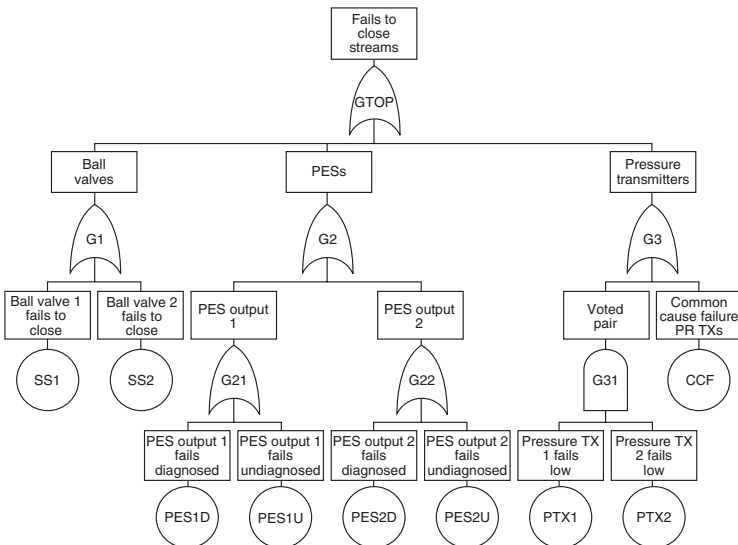 Fails to
close
streams
GTOP
Ball
valves
PESs
Pressure
transmitters
G1
G2
G3
Ball valve 1
fails to
close
Ball valve 2
fails to
close
PES output
1
PES output
2
Voted
pair
Common
cause failure
PR TXs
SS1
SS2
G21
G22
G31
CCF
PES output 1
fails
diagnosed
PES output 1
fails
undiagnosed
PES output 2
fails
diagnosed
PES output 2
fails
undiagnosed
Pressure TX
1 fails
low
Pressure TX
2 fails
low
PES1D
PES1U
PES2D
PES2U
PTX1
PTX2